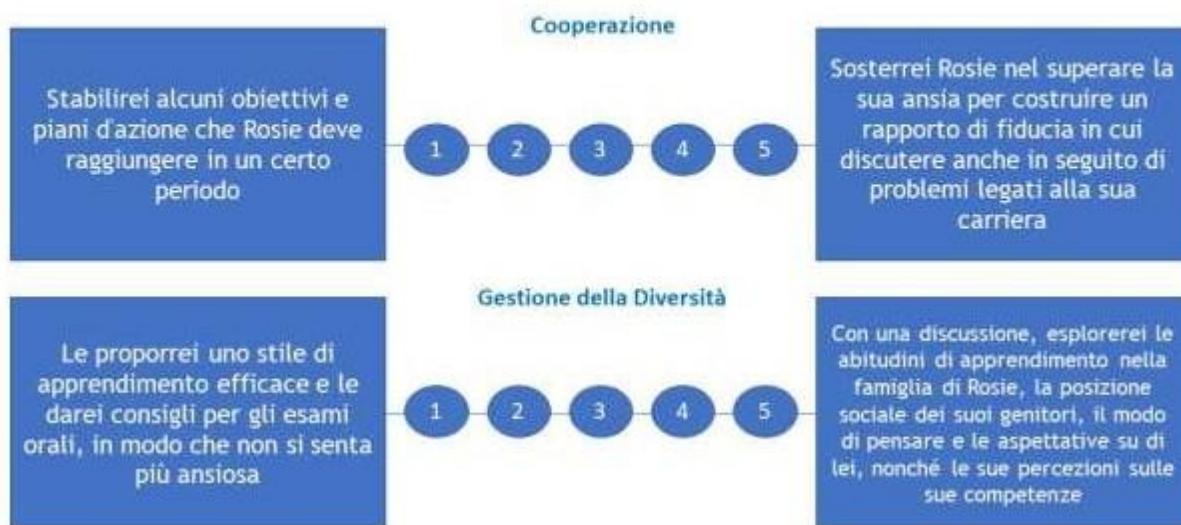 Cooperazione
Stabilirei alcuni obiettivi e
piani d'azione che Rosie deve
raggiungere in un certo
periodo
1 2 3 4 5
Sosterrei Rosie nel superare la
sua ansia per costruire un
rapporto di fiducia in cui
discutere anche in seguito di
problemi legati alla sua
carriera
Gestione della Diversità
Le proporrei uno stile di
apprendimento efficace e le
darei consigli per gli esami
orali, in modo che non si senta
più ansiosa
1 2 3 4 5
Con una discussione, esplorerei le
abitudini di apprendimento nella
famiglia di Rosie, la posizione
sociale dei suoi genitori, il modo
di pensare e le aspettative su di
lei, nonché le sue percezioni sulle
sue competenze